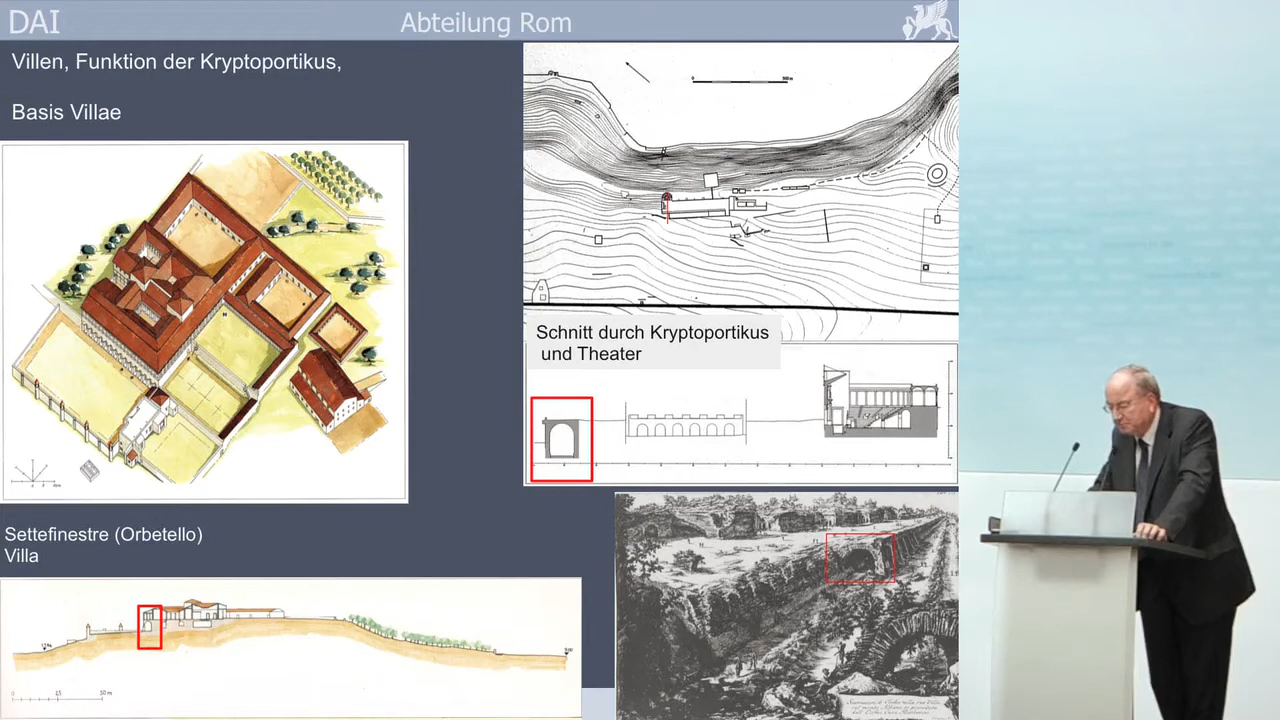 DAI
Abteilung Rom
Villen, Funktion der Kryptoportikus,
Basis Villae
Schnitt durch Kryptoportikus
und Theater
Settefinestre (Orbetello)
Villa